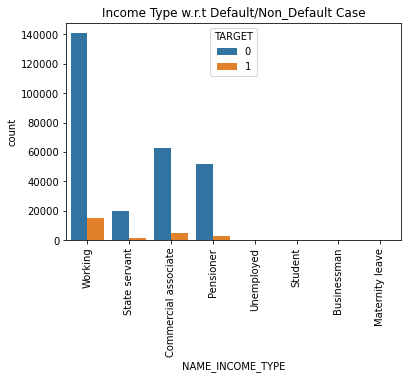 Income Type w.r.t Default/Non_Default Case
TARGET
0
1
count
140000
120000
100000
80000
60000
40000
20000
0
Working
State servant
Commercial associate
Pensioner
Unemployed
Student
Businessman
Maternity leave
NAME_INCOME_TYPE